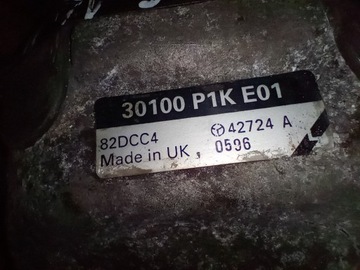 30100 P1K E01
82DCC4 42724 A
Made in UK, 0596